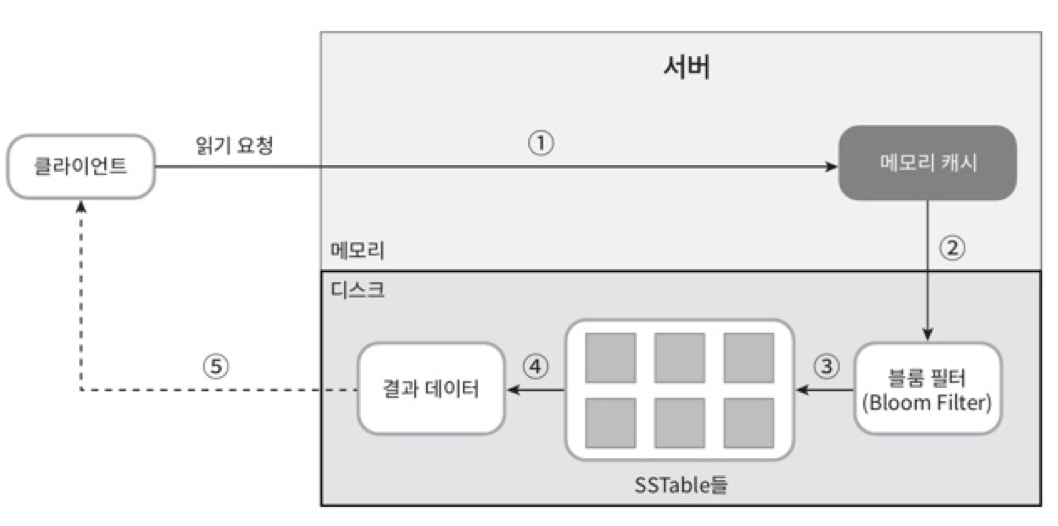 서버
클라이언트
읽기 요청
①
메모리 캐시
메모리
②
디스크
⑤
결과 데이터
④
③
블룸 필터
(Bloom Filter)
SSTable들